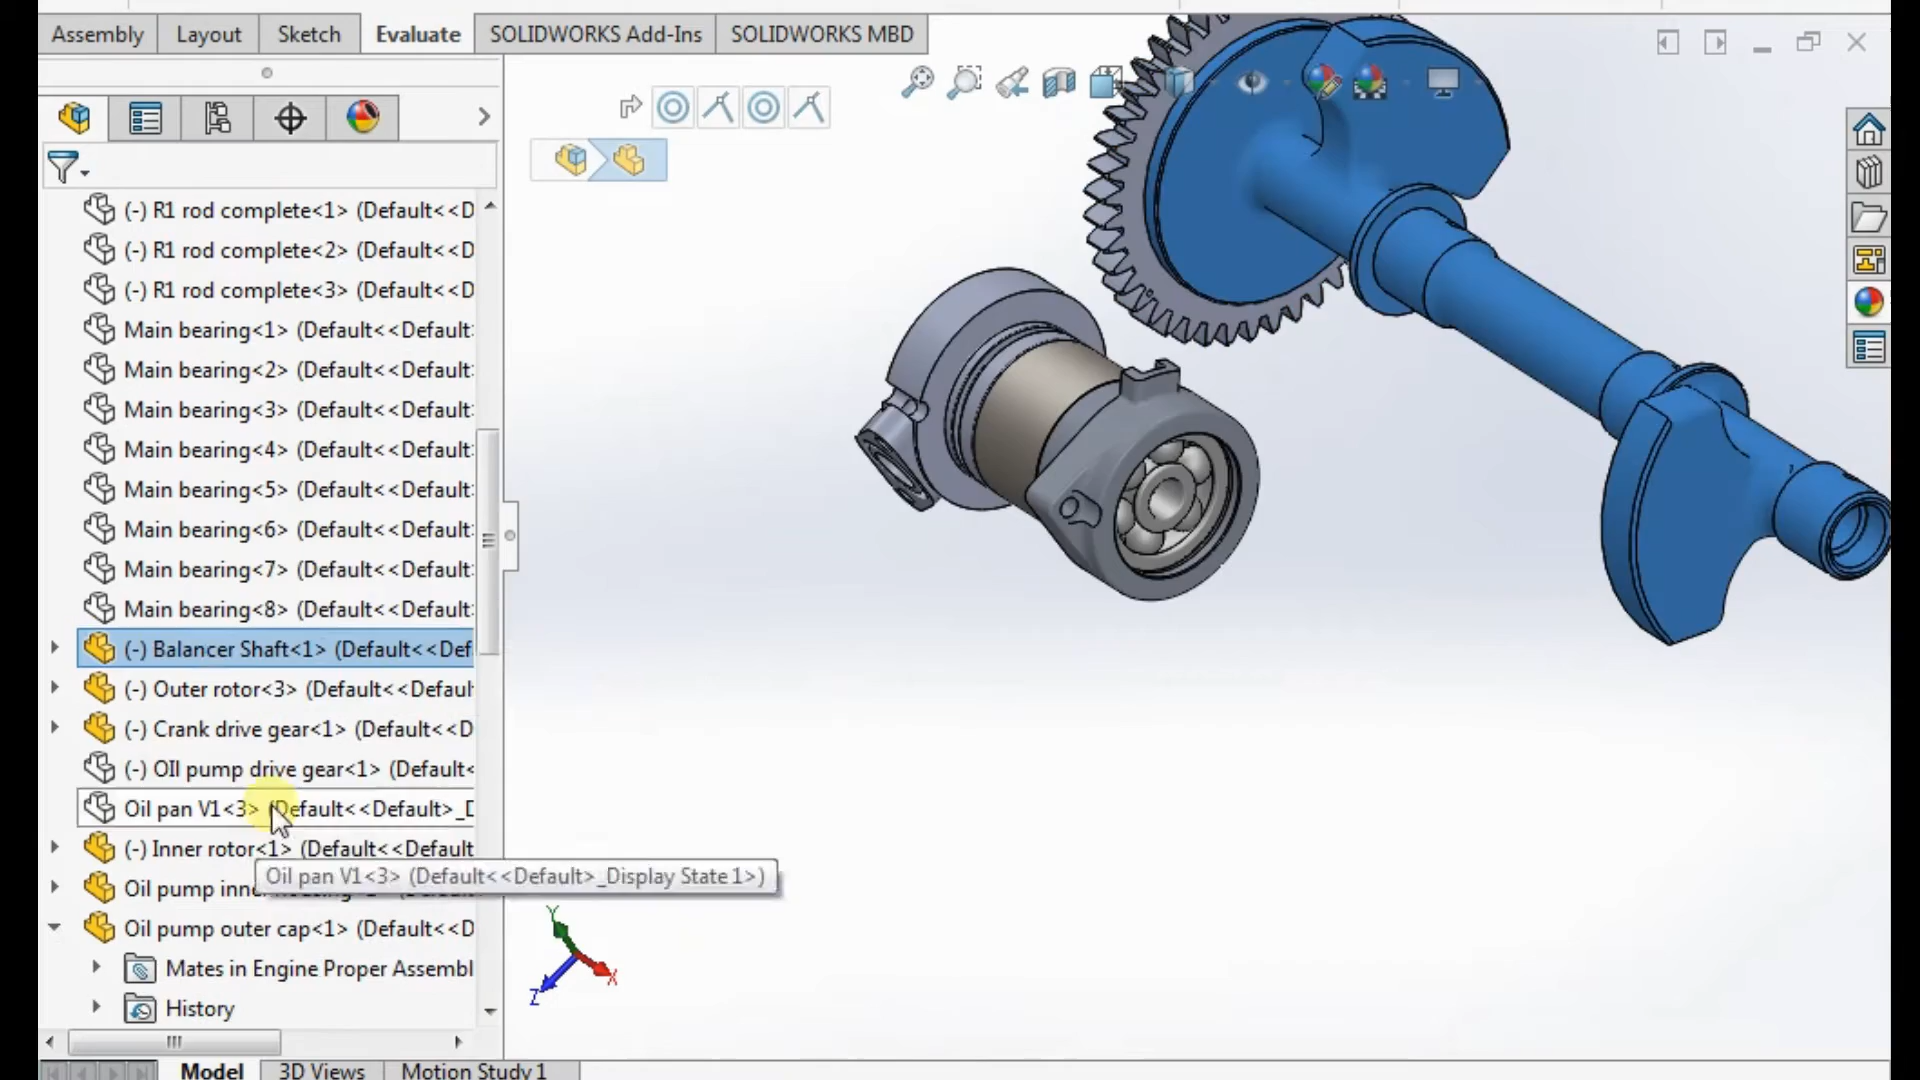 Assembly Layout Sketch Evaluate SOLIDWORKS Add-Ins SOLIDWORKS MBD
(-) R1 rod complete<1> (Default<<D
(-) R1 rod complete<2> (Default<<D
(-) R1 rod complete<3> (Default<<D
Main bearing<1> (Default<<Default
Main bearing<2> (Default<<Default
Main bearing<3> (Default<<Default
Main bearing<4> (Default<<Default
Main bearing<5> (Default<<Default
Main bearing<6> (Default<<Default
Main bearing<7> (Default<<Default
Main bearing<8> (Default<<Default
(-) Balancer Shaft<1> (Default<<Def
(-) Outer rotor<3> (Default<<Defaul
(-) Crank drive gear<1> (Default<<D
(-) OIl pump drive gear<1> (Default<
Oil pan V1<3> (Default<<Default>_D
(-) Inner rotor<1> (Default<<Default
Oil pan V1<3> (Default<<Default>_Display State 1>)
Oil pump inn
Oil pump outer cap<1> (Default<<D
Mates in Engine Proper Assembl
History
Y
X
Z
Model 3D Views Motion Study 1